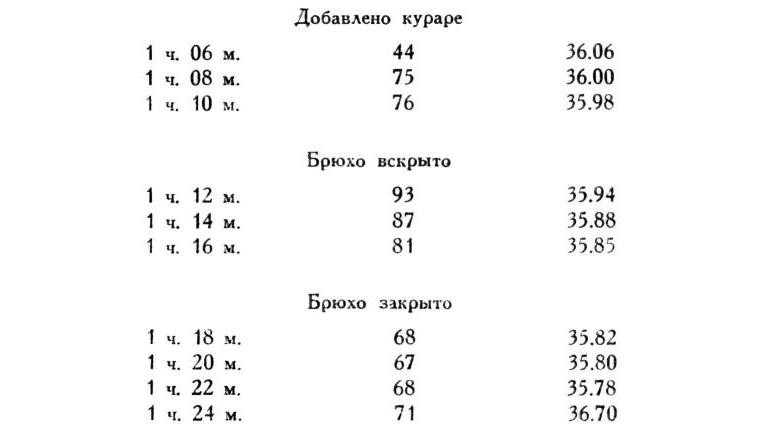 Добавлено кураре
1 ч. 06 м. 44 36.06
1 ч. 08 м. 75 36.00
1 ч. 10 м. 76 35.98
Брюхо вскрыто
1 ч. 12 м. 93 35.94
1 ч. 14 м. 87 35.88
1 ч. 16 м. 81 35.85
Брюхо закрыто
1 ч. 18 м. 68 35.82
1 ч. 20 м. 67 35.80
1 ч. 22 м. 68 35.78
1 ч. 24 м. 71 36.70